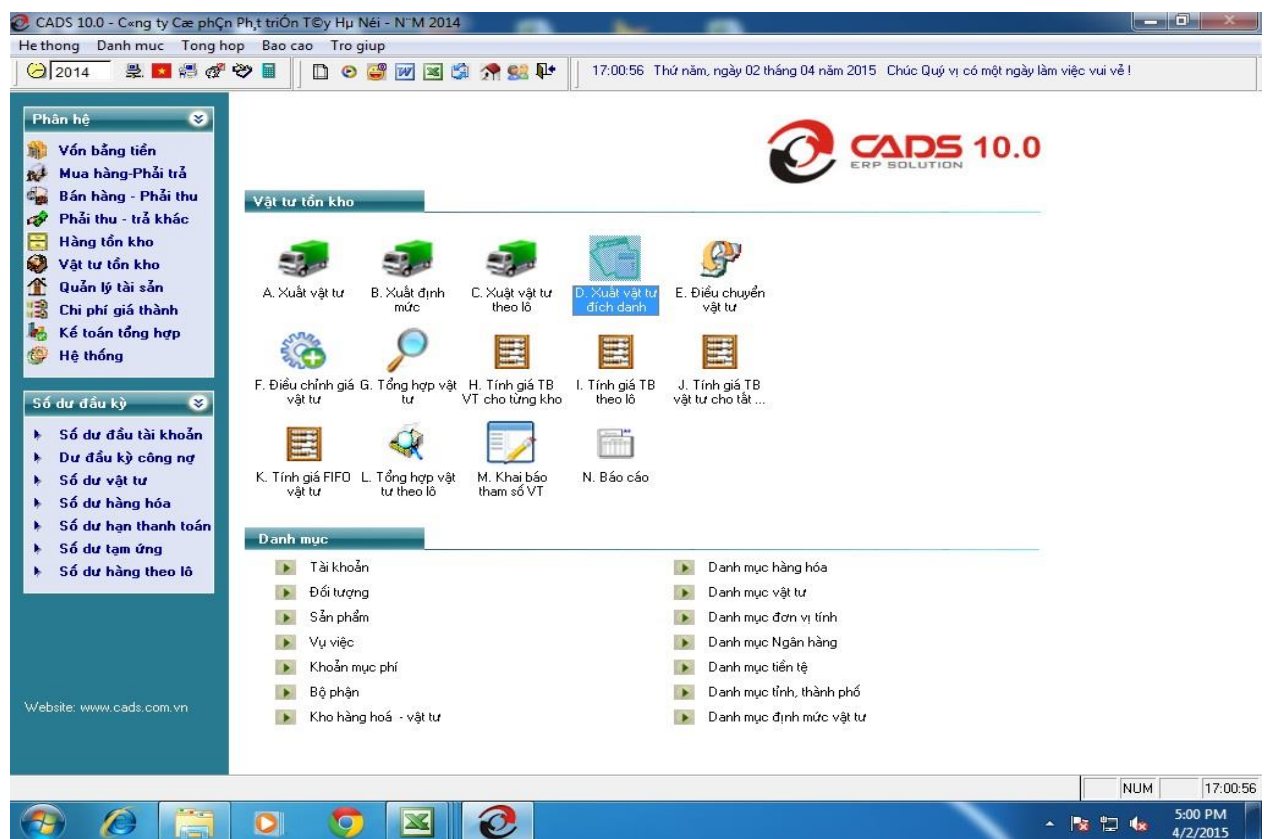 CADS 10.0 - C«ng ty Cæ phÇn Ph¸t triÓn T©y Hµ Néi - N¨M 2014
He thong Danh muc Tong hop Bao cao Tro giup
2014 17:00:56 Thứ năm, ngày 02 tháng 04 năm 2015 Chúc Quý vị có một ngày làm việc vui vẻ !
Phân hệ
Vốn bằng tiền
Mua hàng-Phải trả
Bán hàng - Phải thu
Phải thu - trả khác
Hàng tồn kho
Vật tư tồn kho
Quản lý tài sản
Chi phí giá thành
Kế toán tổng hợp
Hệ thống
Số dư đầu kỳ
Số dư đầu tài khoản
Dư đầu kỳ công nợ
Số dư vật tư
Số dư hàng hóa
Số dư hạn thanh toán
Số dư tạm ứng
Số dư hàng theo lô
Website: www.cads.com.vn
CADS 10.0
ERP SOLUTION
Vật tư tồn kho
A. Xuất vật tư
B. Xuất định
mức
C. Xuật vật tư
theo lô
D. Xuất vật tư
đích danh
E. Điều chuyển
vật tư
F. Điều chỉnh giá
vật tư
G. Tổng hợp vật
tư
H. Tính giá TB
VT cho từng kho
I. Tính giá TB
theo lô
J. Tính giá TB
vật tư cho tất ...
K. Tính giá FIFO
vật tư
L. Tổng hợp vật
tư theo lô
M. Khai báo
tham số VT
N. Báo cáo
Danh mục
Tài khoản
Đối tượng
Sản phẩm
Vụ việc
Khoản mục phí
Bộ phận
Kho hàng hoá - vật tư
Danh mục hàng hóa
Danh mục vật tư
Danh mục đơn vị tính
Danh mục Ngân hàng
Danh mục tiền tệ
Danh mục tỉnh, thành phố
Danh mục định mức vật tư
NUM 17:00:56
5:00 PM
4/2/2015